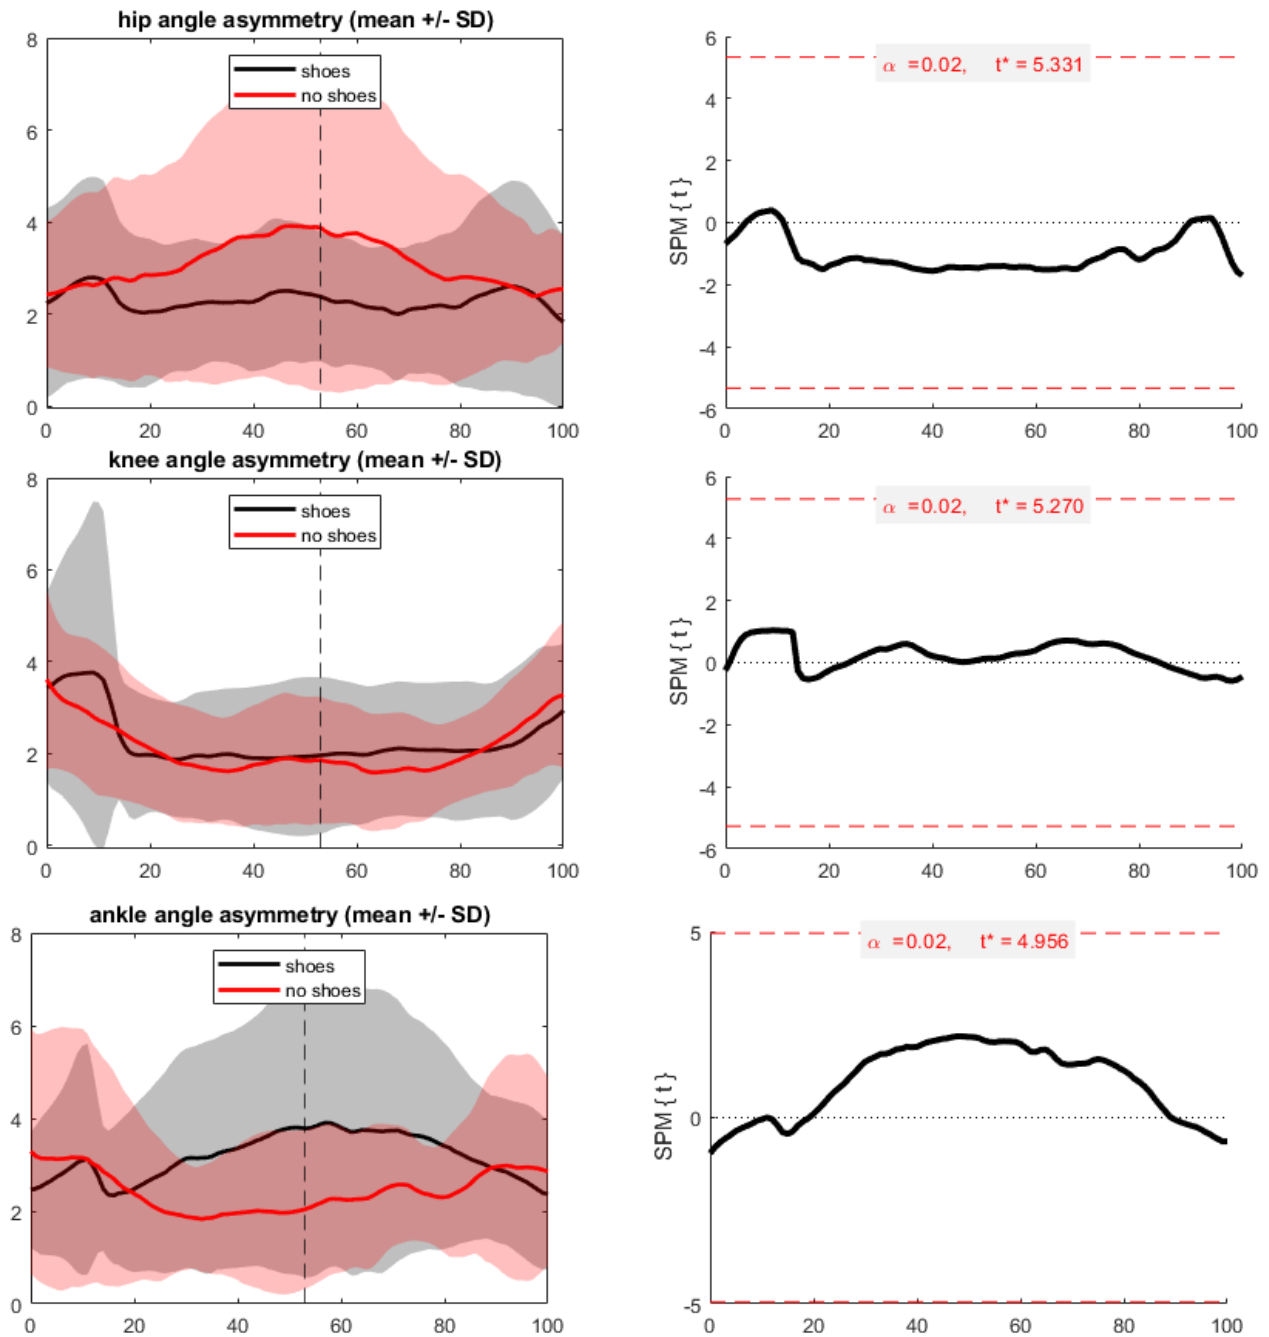 hip angle asymmetry (mean +/- SD)
8
6
4
2
0
0 20 40 60 80 100
shoes
no shoes
6
4
2
0
-2
-4
-6
0 20 40 60 80 100
SPM { t }
α =0.02, t* = 5.331
knee angle asymmetry (mean +/- SD)
8
6
4
2
0
0 20 40 60 80 100
shoes
no shoes
6
4
2
0
-2
-4
-6
0 20 40 60 80 100
SPM { t }
α =0.02, t* = 5.270
ankle angle asymmetry (mean +/- SD)
8
6
4
2
0
0 20 40 60 80 100
shoes
no shoes
5
0
-5
0 20 40 60 80 100
SPM { t }
α =0.02, t* = 4.956